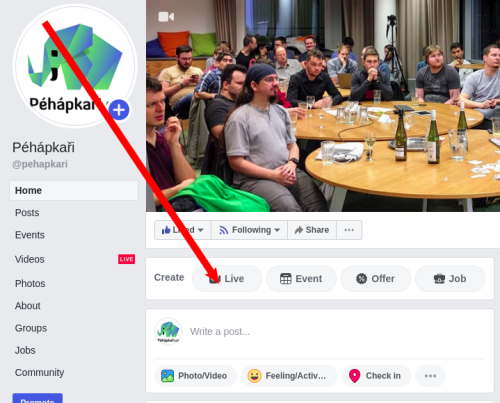 Péhápkaři
Péhápkaři
@pehapkari
Home
Posts
Events
Videos LIVE
Photos
About
Groups
Jobs
Community
Promote
Liked Following Share ...
Create Live Event Offer Job
Péhápkaři
Write a post...
Photo/Video Feeling/Activ... Check in ...